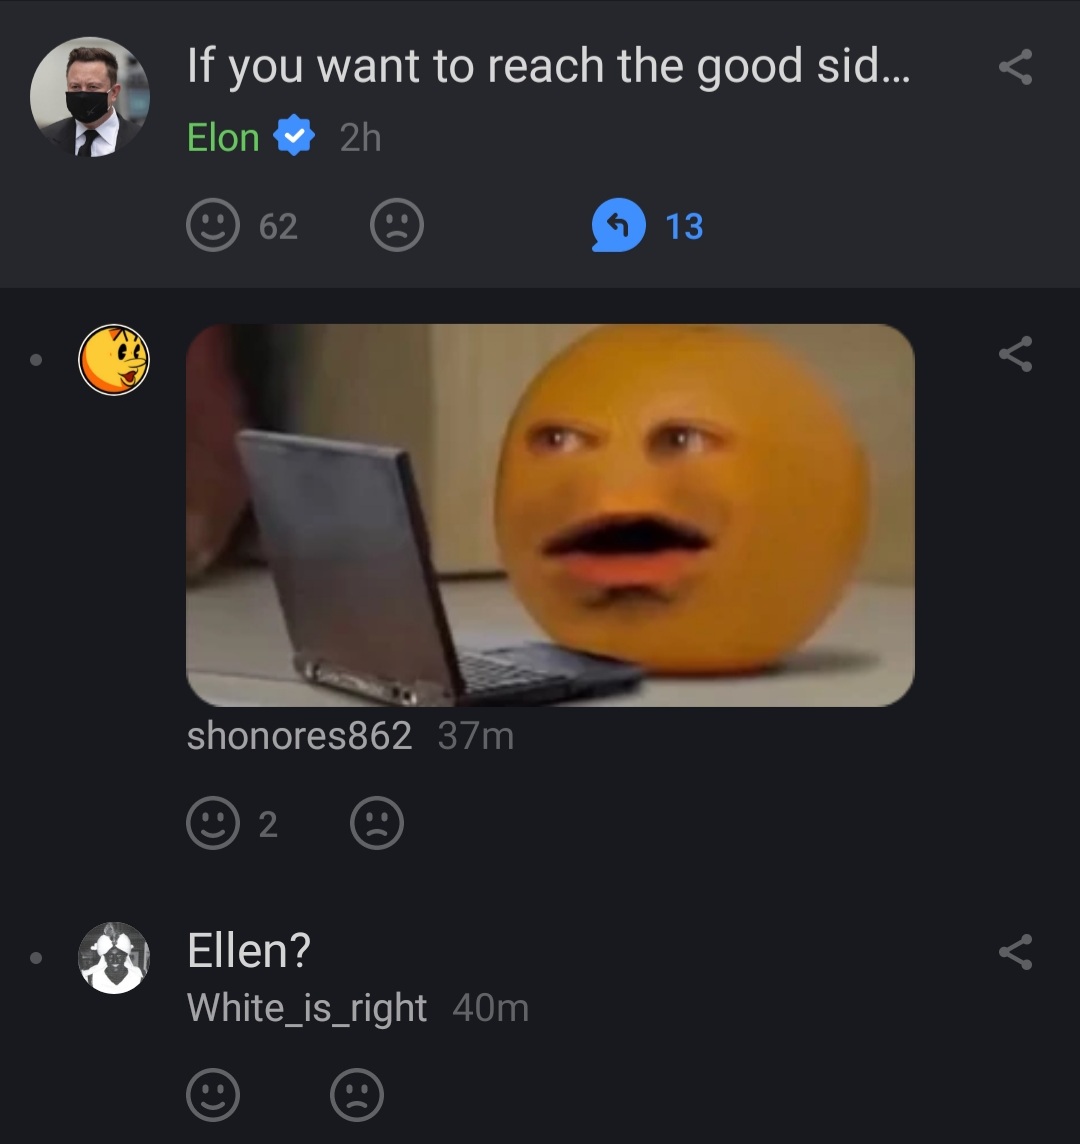 If you want to reach the good sid...
Elon 2h
62 13
shonores862 37m
2
Ellen?
White_is_right 40m